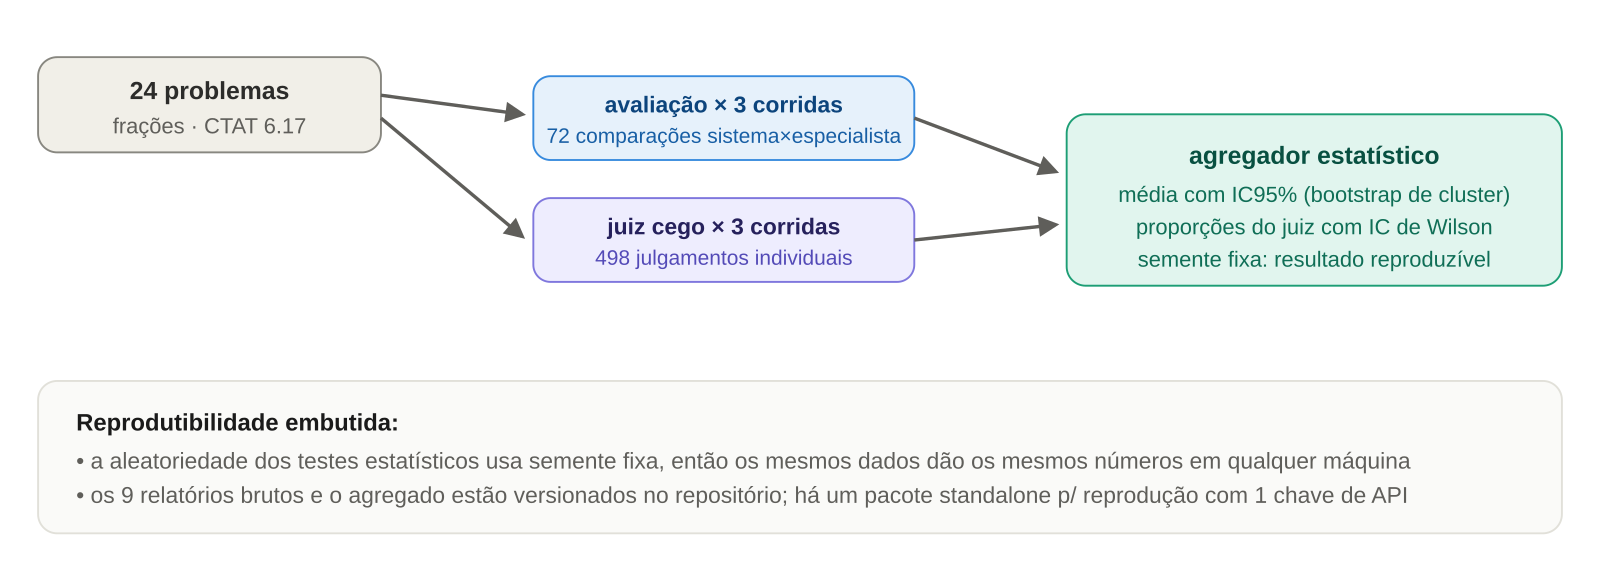 24 problemas
frações · CTAT 6.17
avaliação × 3 corridas
72 comparações sistema×especialista
juiz cego × 3 corridas
498 julgamentos individuais
agregador estatístico
média com IC95% (bootstrap de cluster)
proporções do juiz com IC de Wilson
semente fixa: resultado reproduzível
Reprodutibilidade embutida:
• a aleatoriedade dos testes estatísticos usa semente fixa, então os mesmos dados dão os mesmos números em qualquer máquina
• os 9 relatórios brutos e o agregado estão versionados no repositório; há um pacote standalone p/ reprodução com 1 chave de API